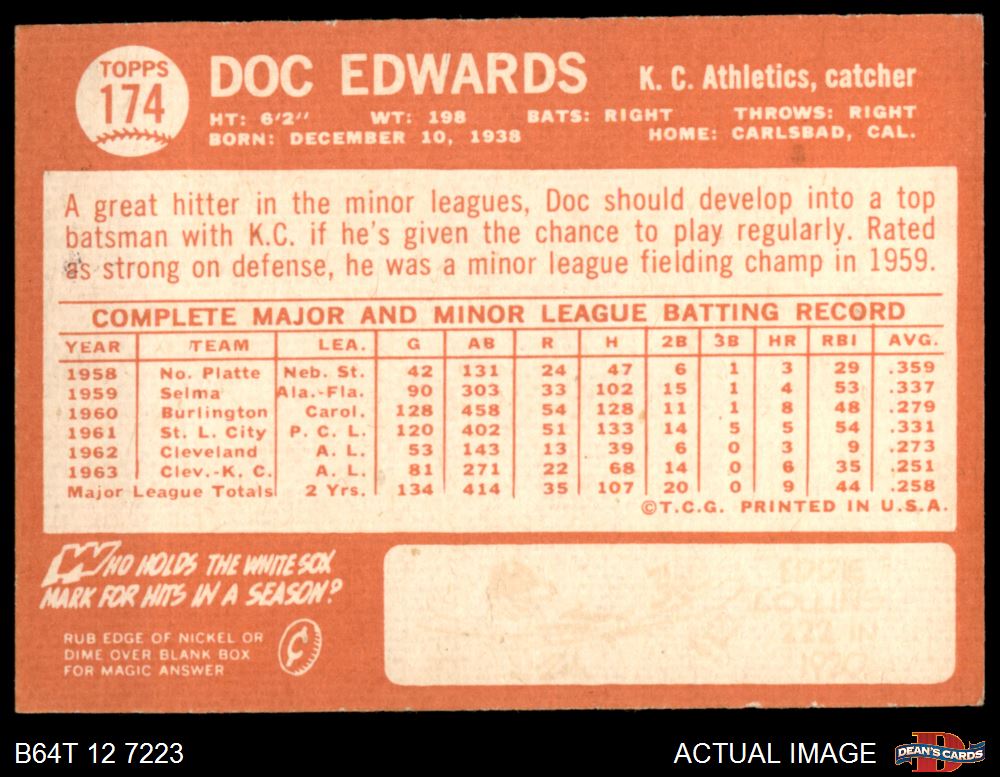 TOPPS
174
DOC EDWARDS
K. C. Athletics, catcher
HT: 6'2" WT: 198 BATS: RIGHT THROWS: RIGHT
BORN: DECEMBER 10, 1938 HOME: CARLSBAD, CAL.
A great hitter in the minor leagues, Doc should develop into a top
batsman with K.C. if he's given the chance to play regularly. Rated
as strong on defense, he was a minor league fielding champ in 1959.
COMPLETE MAJOR AND MINOR LEAGUE BATTING RECORD
YEAR TEAM LEA. G AB R H 2B 3B HR RBI AVG.
1958 No. Platte Neb. St. 42 131 24 47 6 1 3 29 .359
1959 Selma Ala.-Fla. 90 303 33 102 15 1 4 53 .337
1960 Burlington Carol. 128 458 54 128 11 1 8 48 .279
1961 St. L. City P. C. L. 120 402 51 133 14 5 5 54 .331
1962 Cleveland A. L. 53 143 13 39 6 0 3 9 .273
1963 Clev.-K. C. A. L. 81 271 22 68 14 0 6 35 .251
Major League Totals 2 Yrs. 134 414 35 107 20 0 9 44 .258
©T.C.G. PRINTED IN U.S.A.
WHO HOLDS THE WHITE SOX
MARK FOR HITS IN A SEASON?
RUB EDGE OF NICKEL OR
DIME OVER BLANK BOX
FOR MAGIC ANSWER
EDDIE
COLLINS
222 IN
1920
B64T 12 7223
ACTUAL IMAGE
DEAN'S CARDS